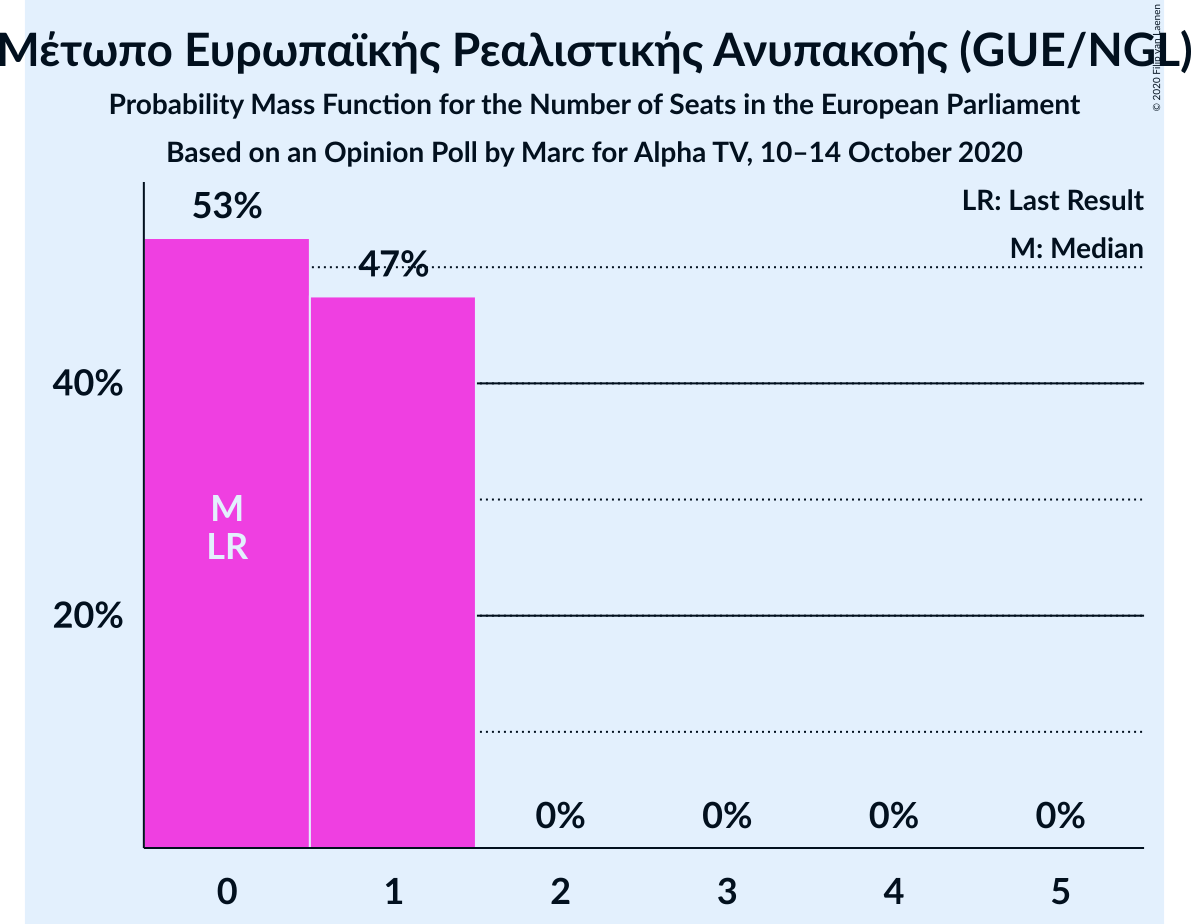 Μέτωπο Ευρωπαϊκής Ρεαλιστικής Ανυπακοής (GUE/NGL)
© 2020 Filip van Laenen
Probability Mass Function for the Number of Seats in the European Parliament
Based on an Opinion Poll by Marc for Alpha TV, 10–14 October 2020
LR: Last Result
M: Median
53%
47%
40%
M
LR
20%
0% 0% 0% 0%
0 1 2 3 4 5